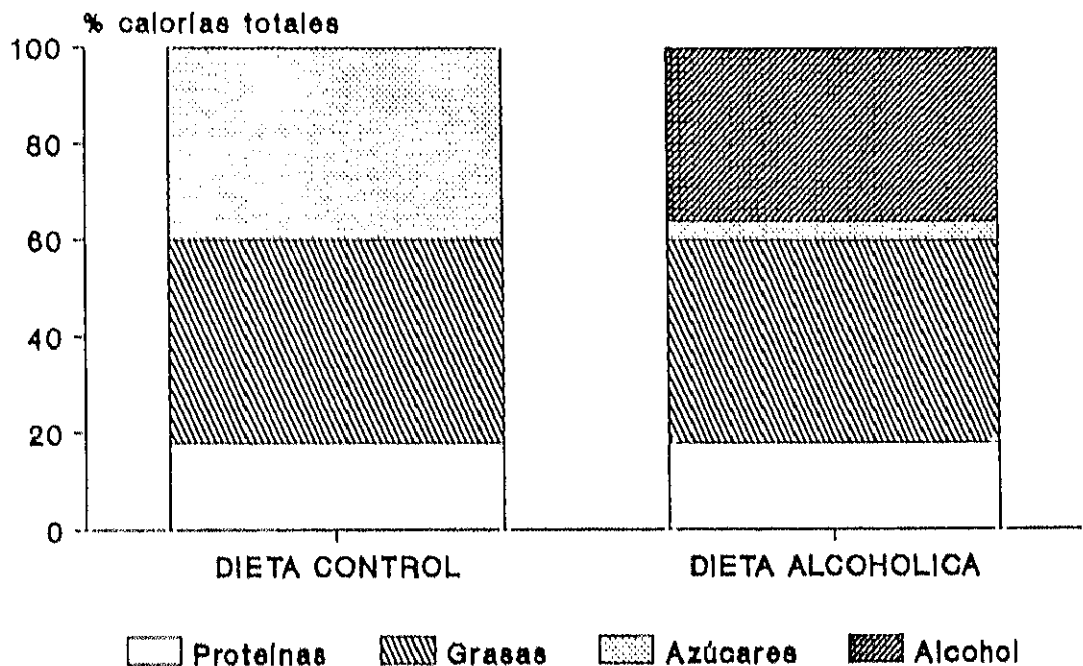 % calorías totales
100
80
60
40
20
0
DIETA CONTROL DIETA ALCOHOLICA
Proteínas Grasas Azúcares Alcohol